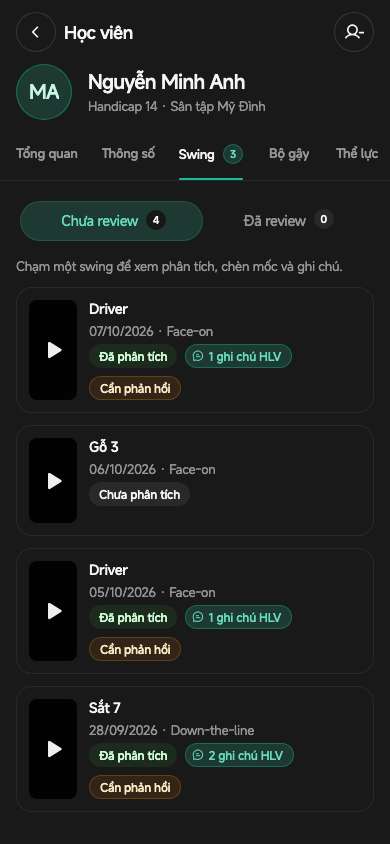 Học viên
MA
Nguyễn Minh Anh
Handicap 14 · Sân tập Mỹ Đình
Tổng quan Thông số Swing 3 Bộ gậy Thể lực
Chưa review 4 Đã review 0
Chạm một swing để xem phân tích, chèn mốc và ghi chú.
Driver
07/10/2026 · Face-on
Đã phân tích 1 ghi chú HLV
Cần phản hồi
Gỗ 3
06/10/2026 · Face-on
Chưa phân tích
Driver
05/10/2026 · Face-on
Đã phân tích 1 ghi chú HLV
Cần phản hồi
Sắt 7
28/09/2026 · Down-the-line
Đã phân tích 2 ghi chú HLV
Cần phản hồi